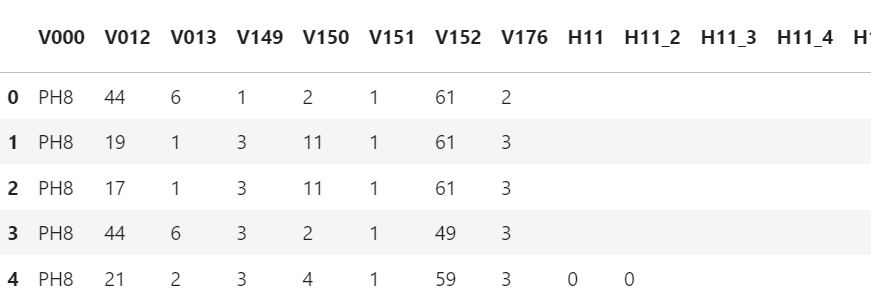 V000 V012 V013 V149 V150 V151 V152 V176 H11 H11_2 H11_3 H11_4
0 PH8 44 6 1 2 1 61 2
1 PH8 19 1 3 11 1 61 3
2 PH8 17 1 3 11 1 61 3
3 PH8 44 6 3 2 1 49 3
4 PH8 21 2 3 4 1 59 3 0 0